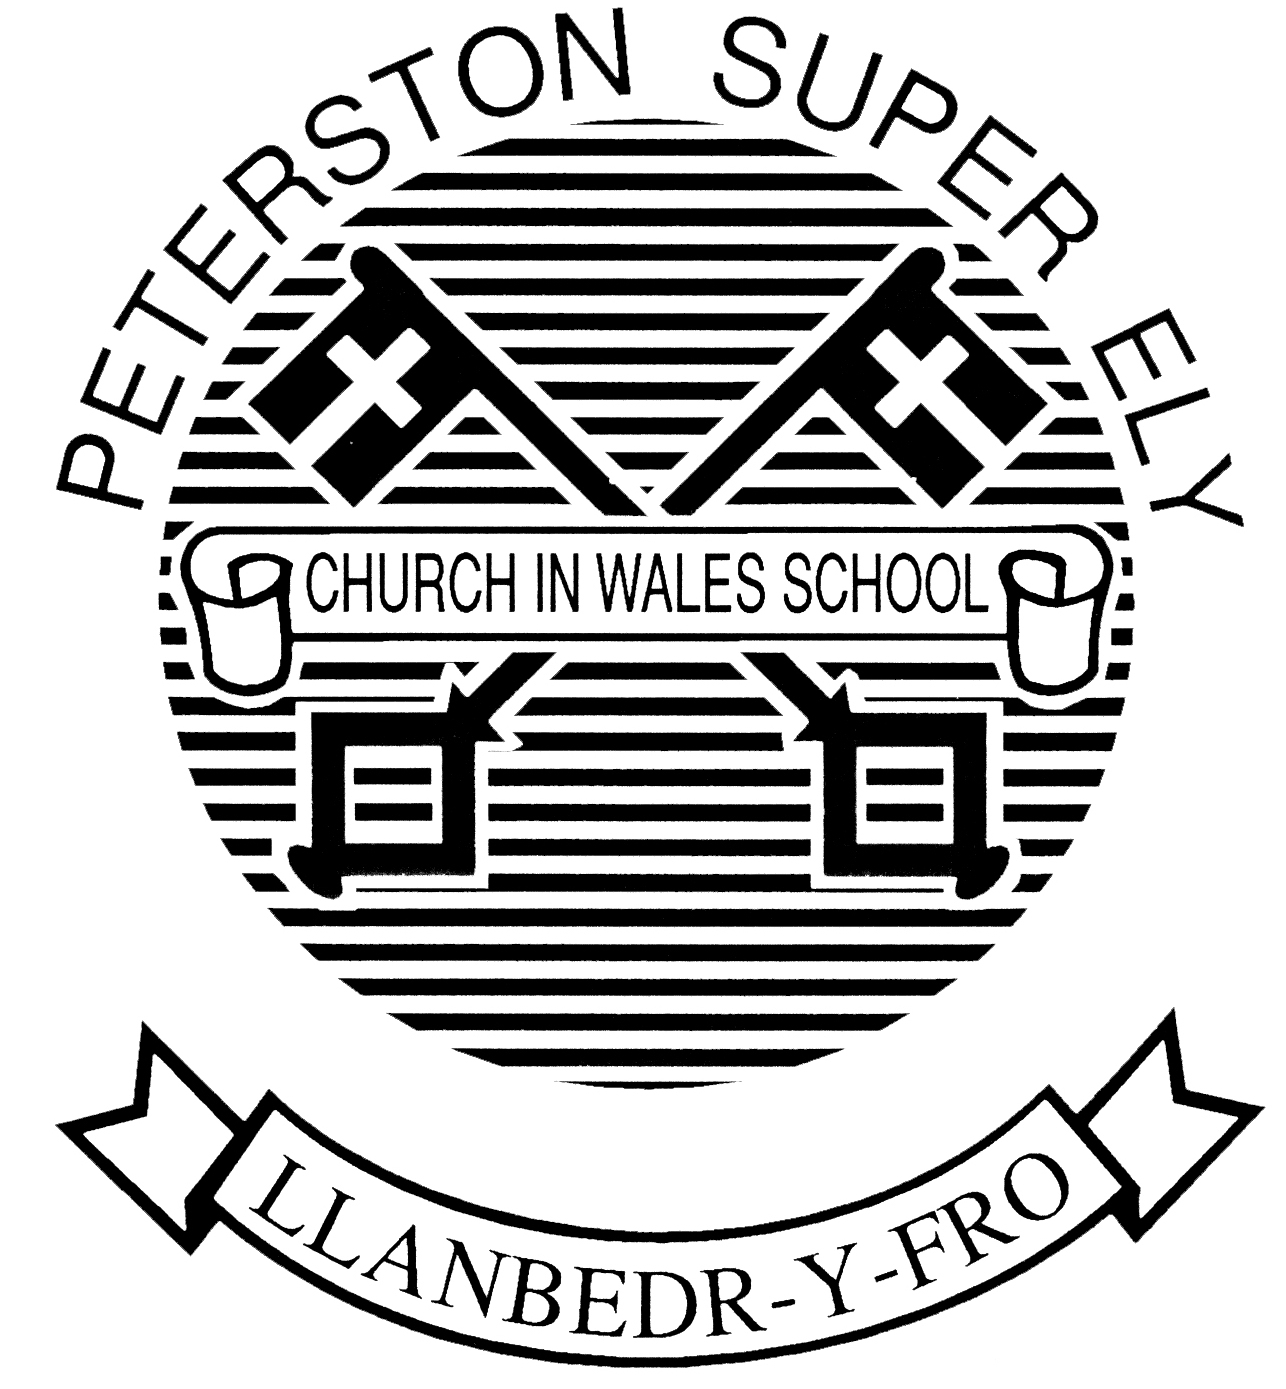 PETERSTON SUPER ELY
CHURCH IN WALES SCHOOL
LLANBEDR-Y-FRO